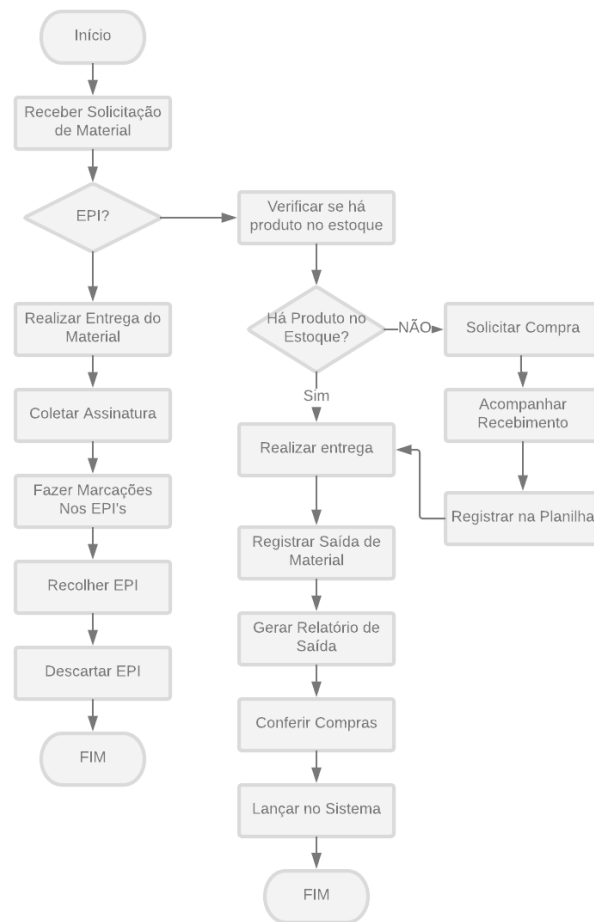 Início
Receber Solicitação
de Material
EPI?
Verificar se há
produto no estoque
Realizar Entrega do
Material
Há Produto no
Estoque?
NÃO
Solicitar Compra
Sim
Coletar Assinatura
Acompanhar
Recebimento
Realizar entrega
Fazer Marcações
Nos EPI's
Registrar na Planilha
Registrar Saída de
Material
Recolher EPI
Gerar Relatório de
Saída
Descartar EPI
Conferir Compras
FIM
Lançar no Sistema
FIM